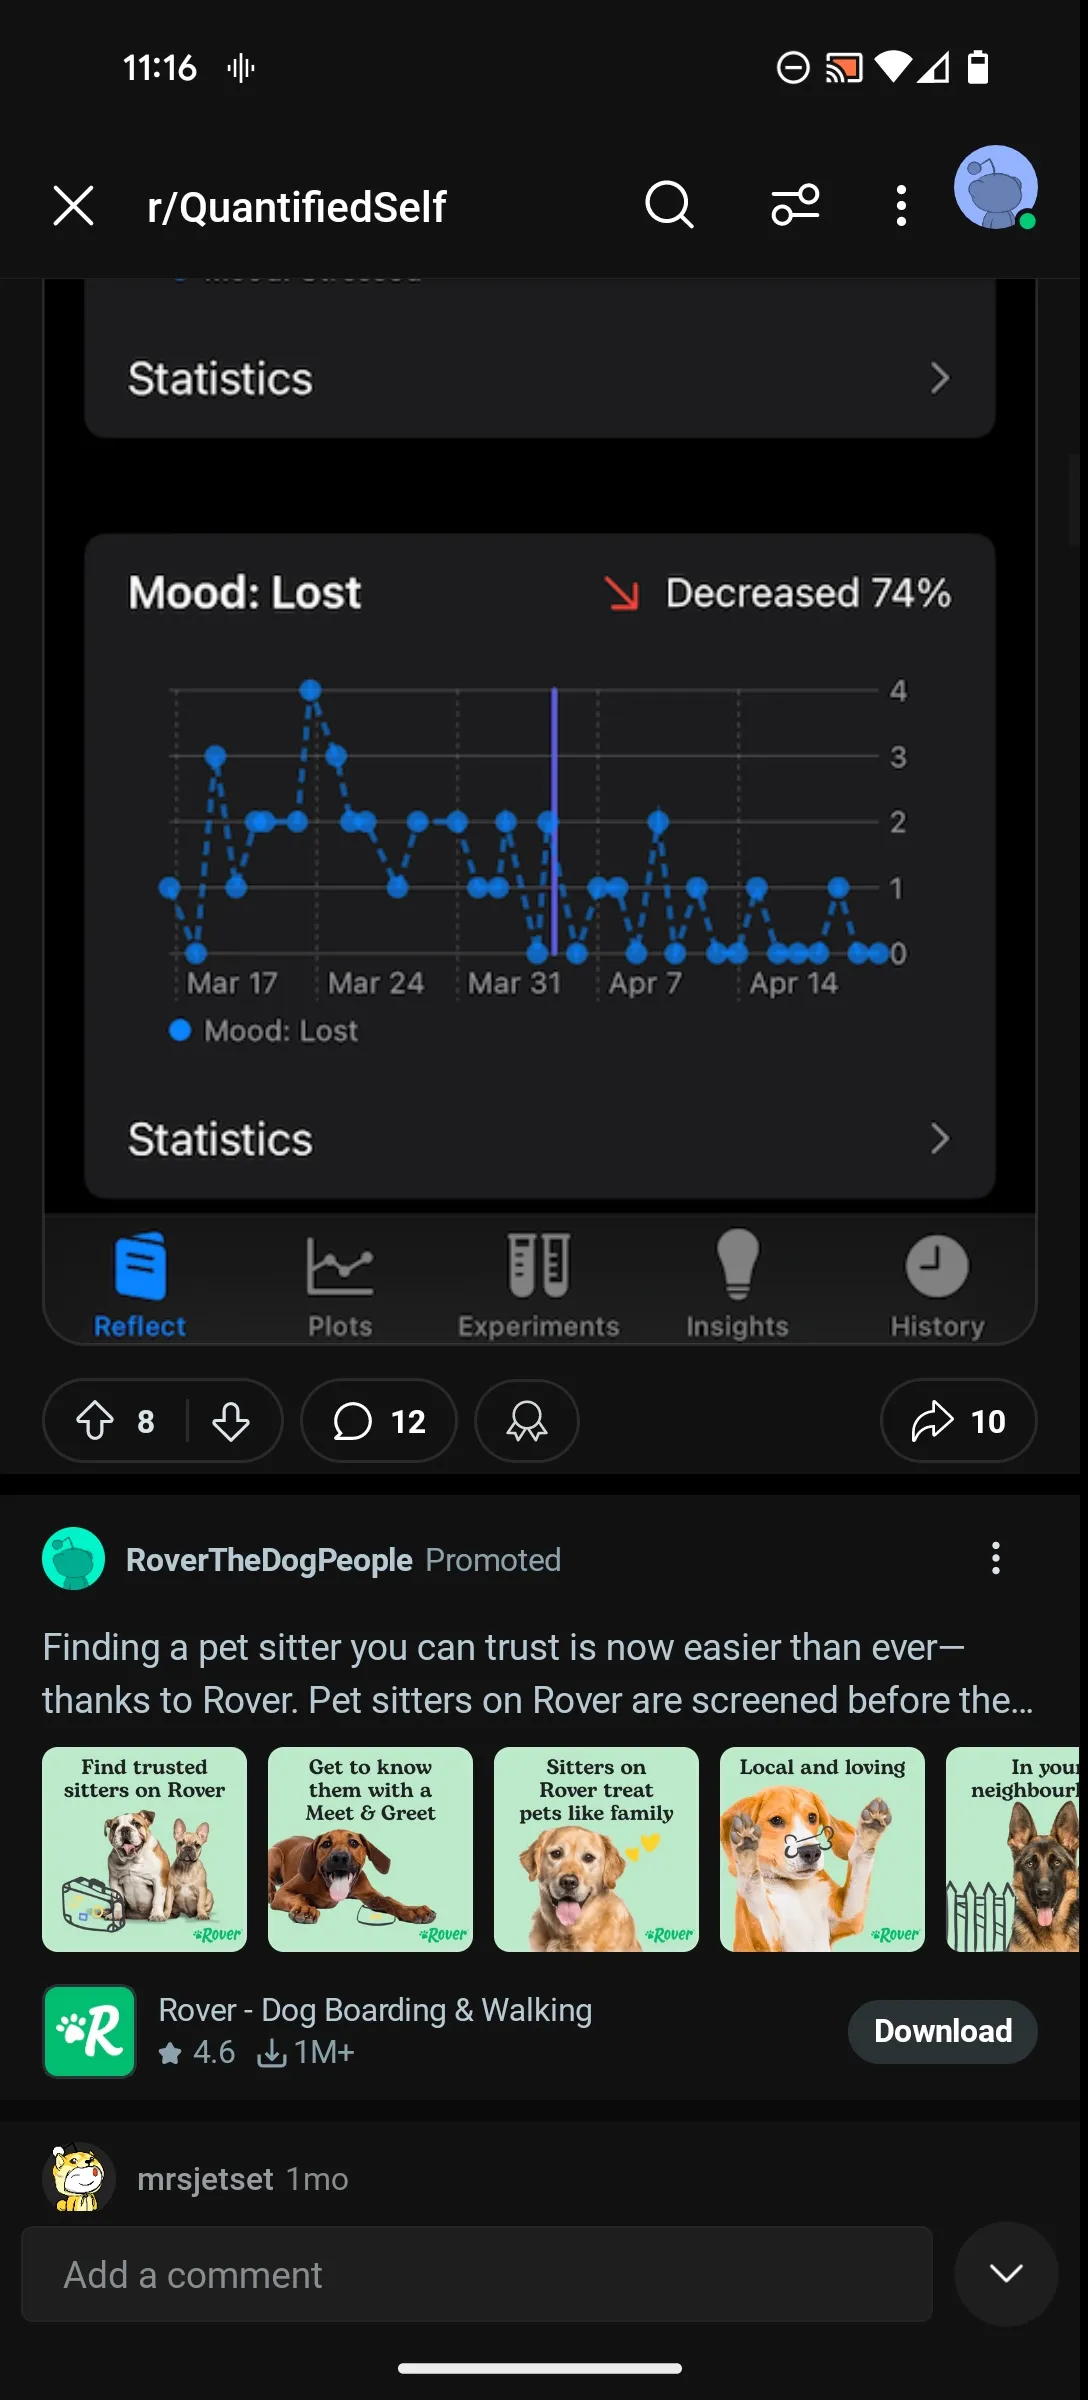 11:16
r/QuantifiedSelf
Mood: Stressed
Statistics
Mood: Lost
Decreased 74%
4
3
2
1
0
Mar 17
Mar 24
Mar 31
Apr 7
Apr 14
Mood: Lost
Statistics
Reflect
Plots
Experiments
Insights
History
8
12
10
RoverTheDogPeople Promoted
Finding a pet sitter you can trust is now easier than ever—
thanks to Rover. Pet sitters on Rover are screened before the...
Find trusted
sitters on Rover
Rover
Get to know
them with a
Meet & Greet
Rover
Sitters on
Rover treat
pets like family
Rover
Local and loving
Rover
In your
R
Rover - Dog Boarding & Walking
4.6
1M+
Download
mrsjetset 1mo
Add a comment